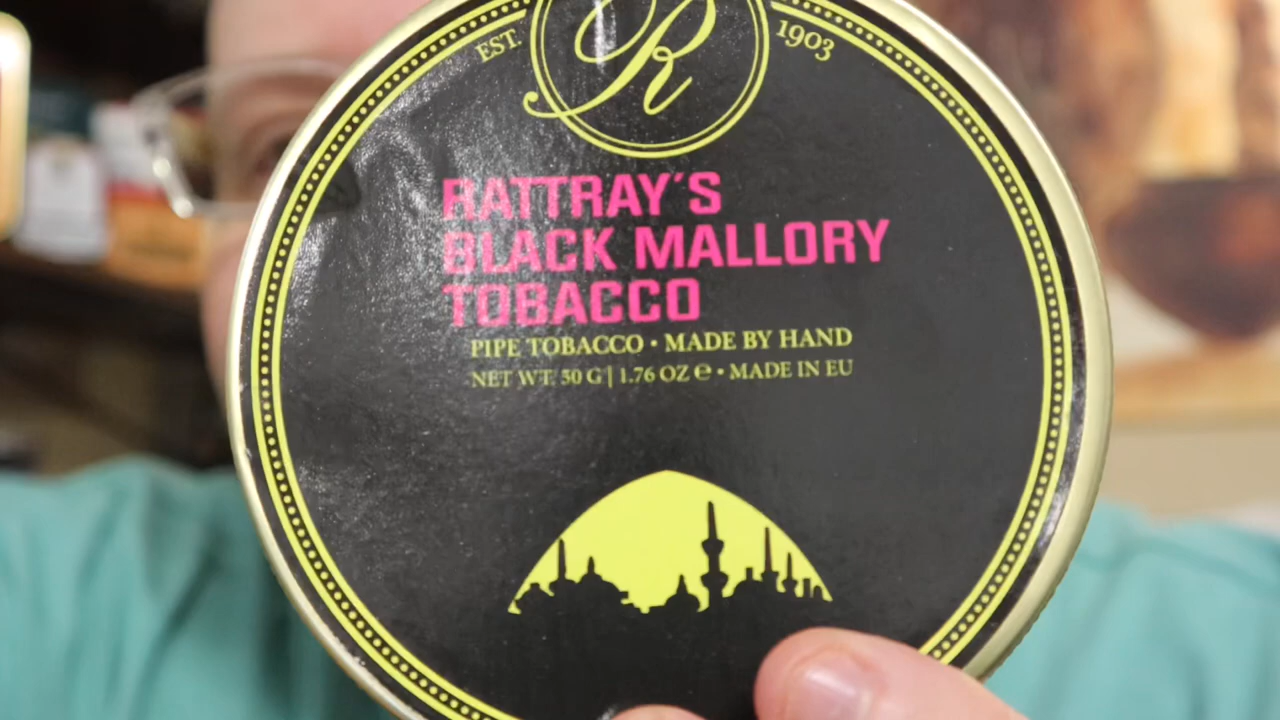 EST. R 1903
RATTRAY´S
BLACK MALLORY
TOBACCO
PIPE TOBACCO • MADE BY HAND
NET WT. 50 G | 1.76 OZ ℮ • MADE IN EU